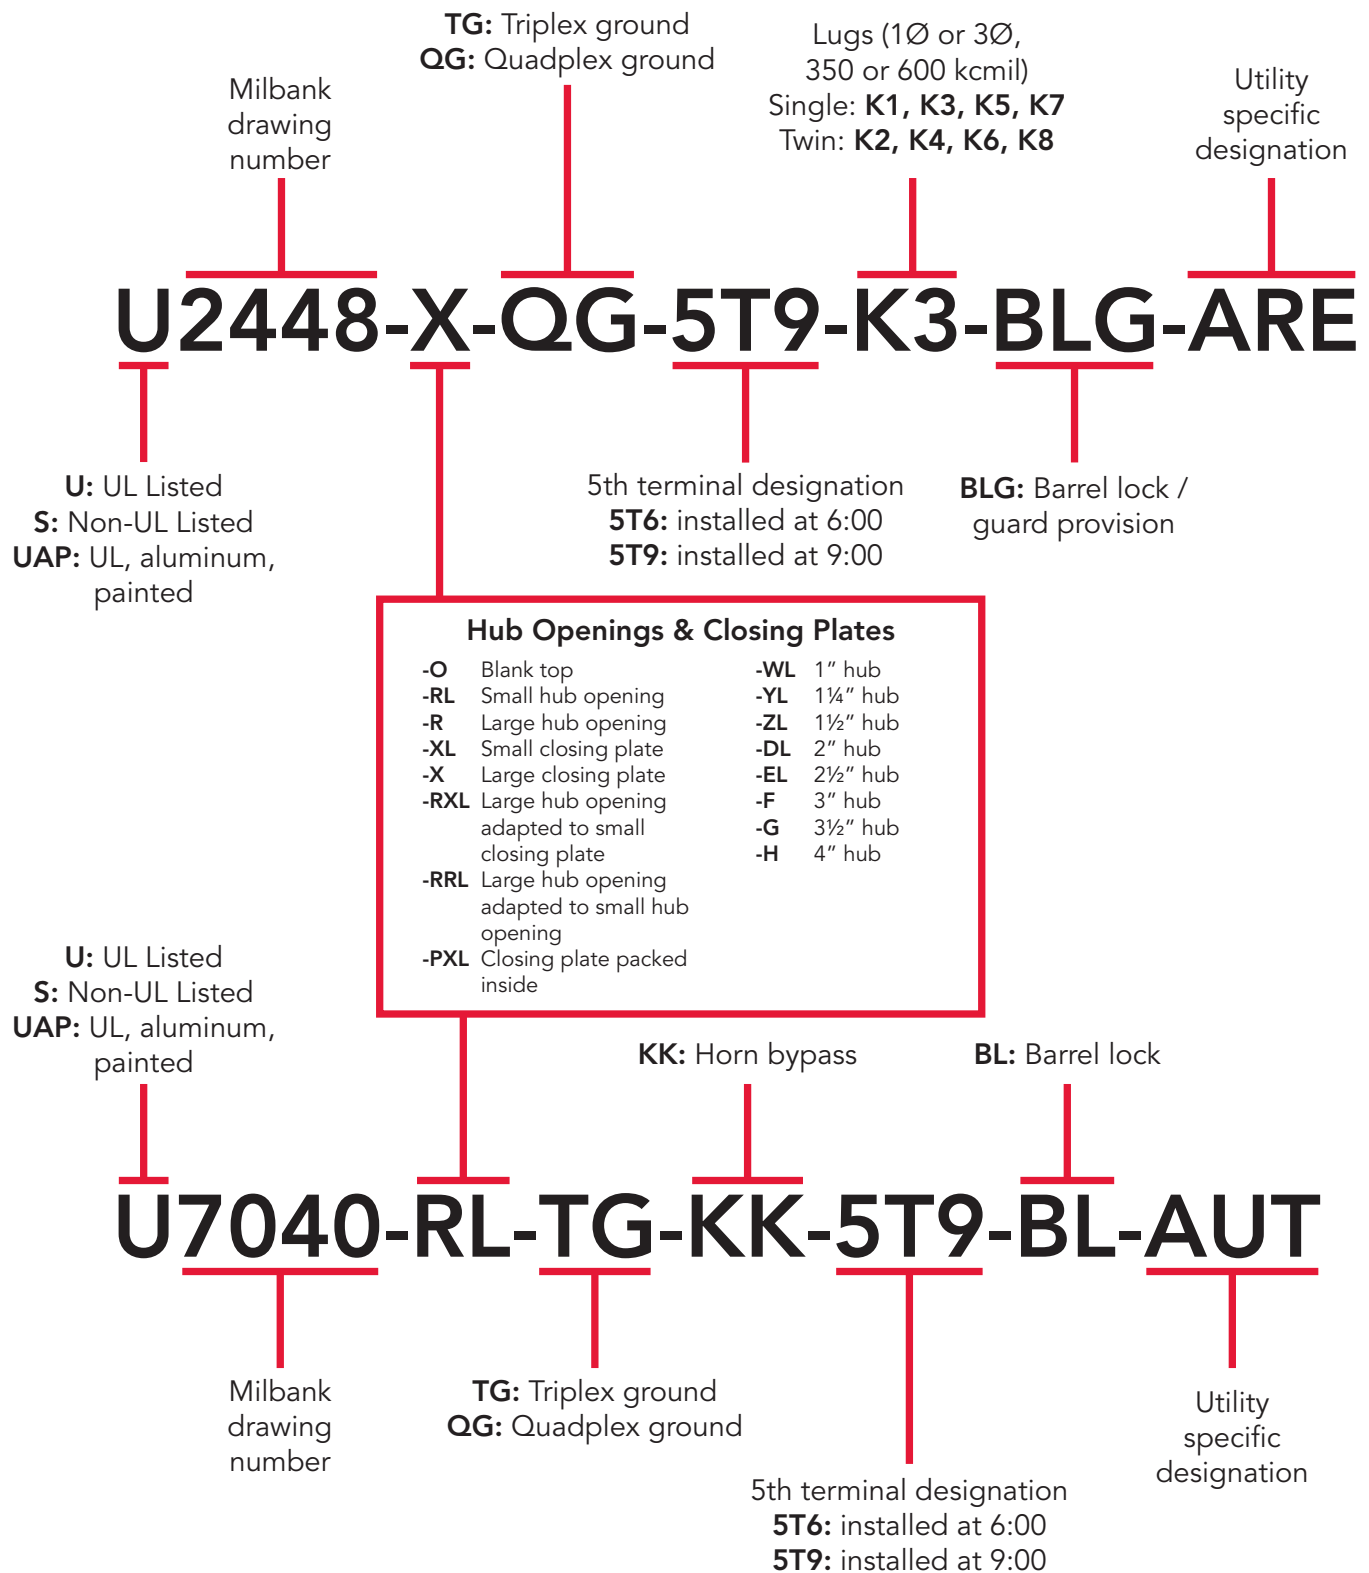 TG: Triplex ground
QG: Quadplex ground
Lugs (1Ø or 3Ø,
350 or 600 kcmil)
Single: K1, K3, K5, K7
Twin: K2, K4, K6, K8
Milbank
drawing
number
Utility
specific
designation
U2448-X-QG-5T9-K3-BLG-ARE
U: UL Listed
S: Non-UL Listed
UAP: UL, aluminum,
painted
5th terminal designation
5T6: installed at 6:00
5T9: installed at 9:00
BLG: Barrel lock /
guard provision
Hub Openings & Closing Plates
-O Blank top
-RL Small hub opening
-R Large hub opening
-XL Small closing plate
-X Large closing plate
-RXL Large hub opening
adapted to small
closing plate
-RRL Large hub opening
adapted to small hub
opening
-PXL Closing plate packed
inside
-WL 1” hub
-YL 1¼” hub
-ZL 1½” hub
-DL 2” hub
-EL 2½” hub
-F 3” hub
-G 3½” hub
-H 4” hub
U: UL Listed
S: Non-UL Listed
UAP: UL, aluminum,
painted
KK: Horn bypass
BL: Barrel lock
U7040-RL-TG-KK-5T9-BL-AUT
Milbank
drawing
number
TG: Triplex ground
QG: Quadplex ground
5th terminal designation
5T6: installed at 6:00
5T9: installed at 9:00
Utility
specific
designation